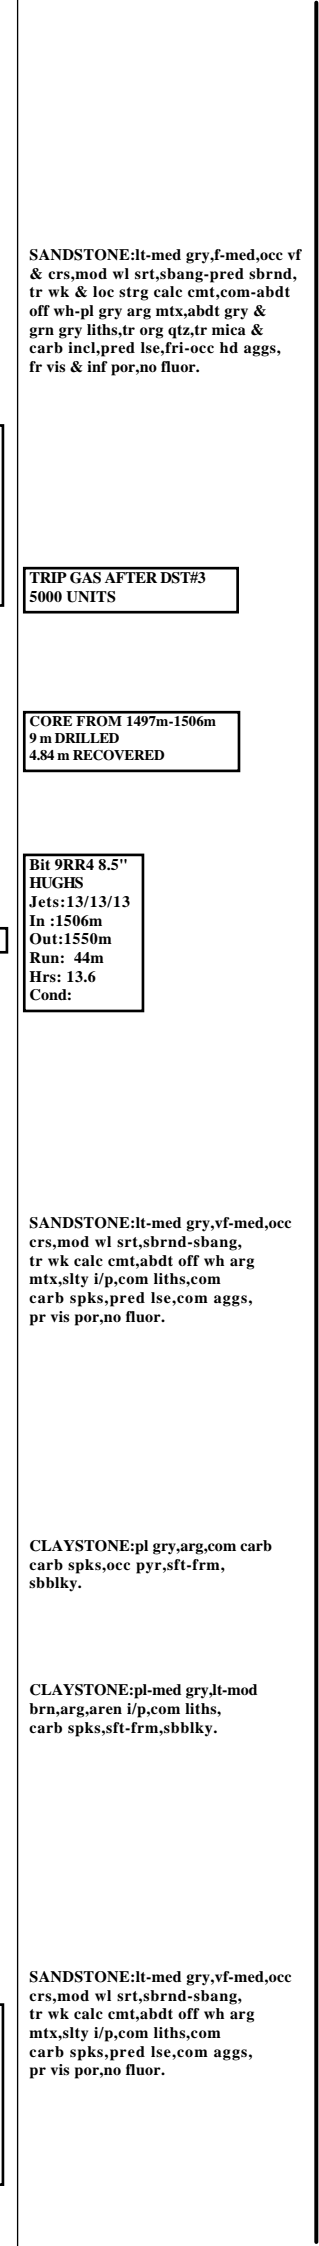 SANDSTONE:lt-med gry,f-med,occ vf
& crs,mod wl srt,sbang-pred sbrnd,
tr wk & loc strg calc cmt,com-abdt
off wh-pl gry arg mtx,abdt gry &
grn gry liths,tr org qtz,tr mica &
carb incl,pred lse,fri-occ hd aggs,
fr vis & inf por,no fluor.
TRIP GAS AFTER DST#3
5000 UNITS
CORE FROM 1497m-1506m
9 m DRILLED
4.84 m RECOVERED
Bit 9RR4 8.5"
HUGHS
Jets:13/13/13
In :1506m
Out:1550m
Run: 44m
Hrs: 13.6
Cond:
SANDSTONE:lt-med gry,vf-med,occ
crs,mod wl srt,sbrnd-sbang,
tr wk calc cmt,abdt off wh arg
mtx,slty i/p,com liths,com
carb spks,pred lse,com aggs,
pr vis por,no fluor.
CLAYSTONE:pl gry,arg,com carb
carb spks,occ pyr,sft-frm,
sbblky.
CLAYSTONE:pl-med gry,lt-mod
brn,arg,aren i/p,com liths,
carb spks,sft-frm,sbblky.
SANDSTONE:lt-med gry,vf-med,occ
crs,mod wl srt,sbrnd-sbang,
tr wk calc cmt,abdt off wh arg
mtx,slty i/p,com liths,com
carb spks,pred lse,com aggs,
pr vis por,no fluor.